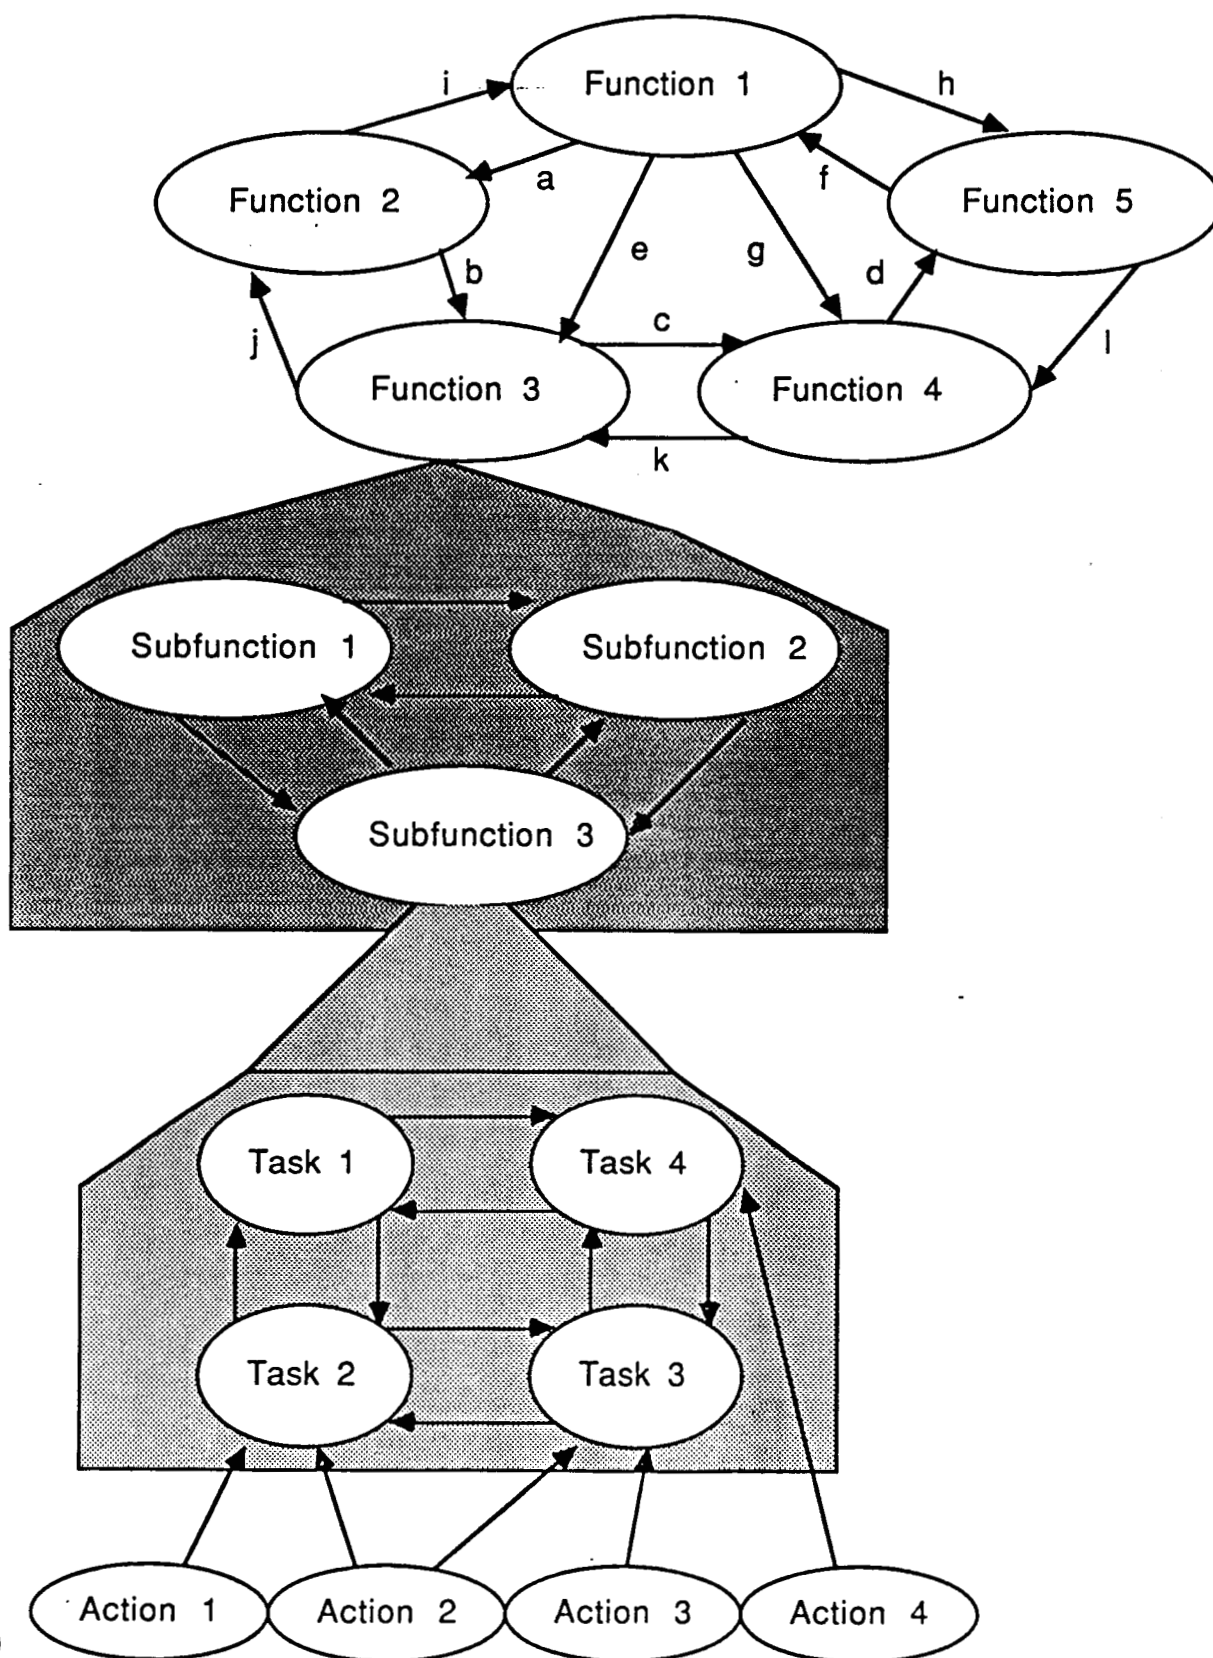 Function 1
i
h
a
f
Function 2
Function 5
e
g
b
d
c
j
l
Function 3
Function 4
k
Subfunction 1
Subfunction 2
Subfunction 3
Task 1
Task 4
Task 2
Task 3
Action 1
Action 2
Action 3
Action 4